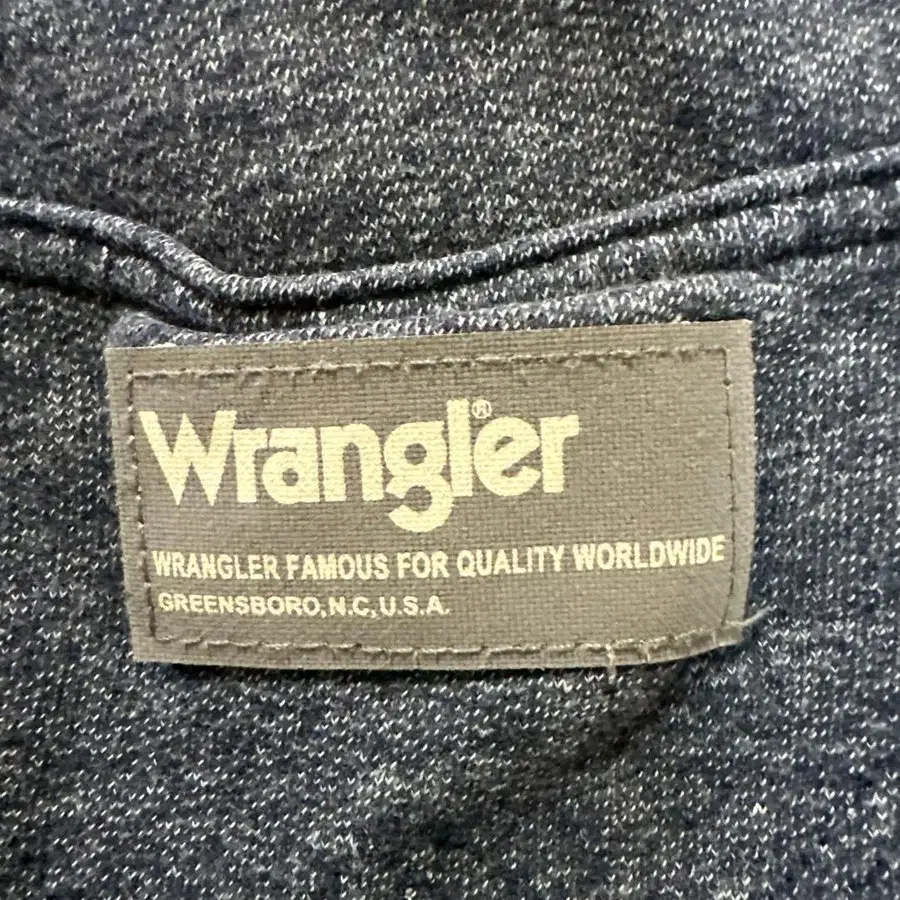 Wrangler®
WRANGLER FAMOUS FOR QUALITY WORLDWIDE
GREENSBORO,N.C,U.S.A.